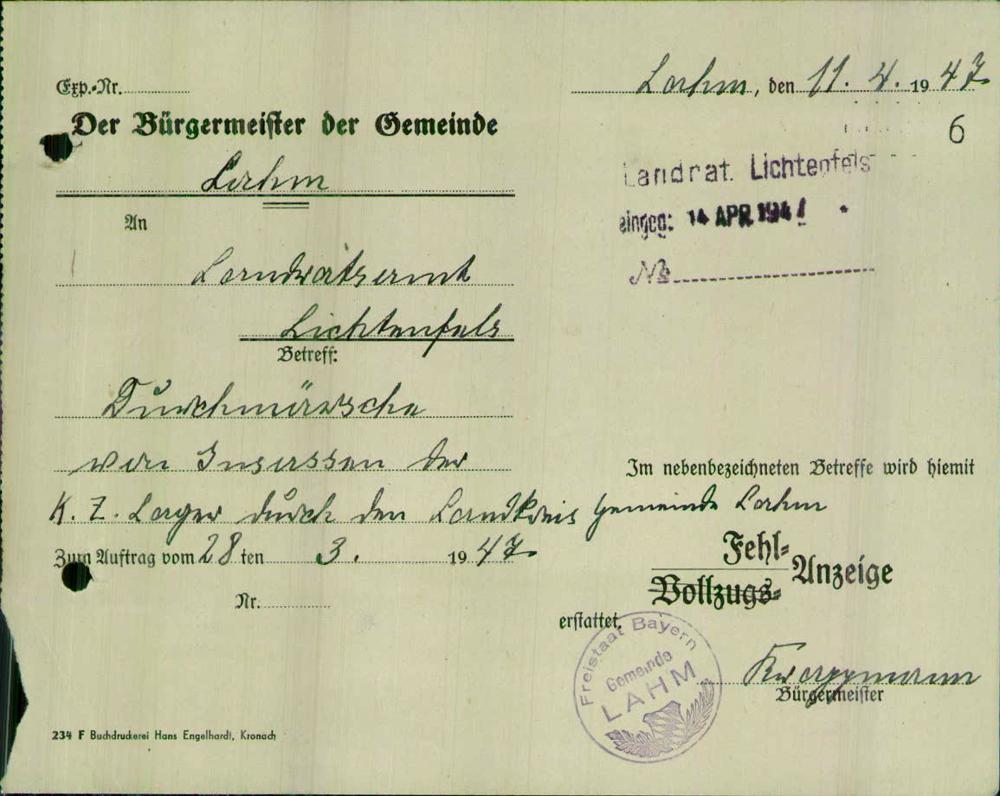 Exp.-Nr.
Lahm, den 11. 4. 1947
6
Der Bürgermeister der Gemeinde
Lahm
Landrat. Lichtenfels
eingeg: 14 APR. 1947
No
An
Landratsamt
Lichtenfels
Betreff:
Durchmärsche
von Insassen der
K. Z. Lager durch den Landkreis Gemeinde Lahm
Zum Auftrag vom 28ten 3. 1947
Nr.
Im nebenbezeichneten Betreffe wird hiemit
Fehl-
Vollzugs- Anzeige
erstattet.
Freistaat Bayern
Gemeinde
LAHM
Bürgermeister
234 F Buchdruckerei Hans Engelhardt, Kronach